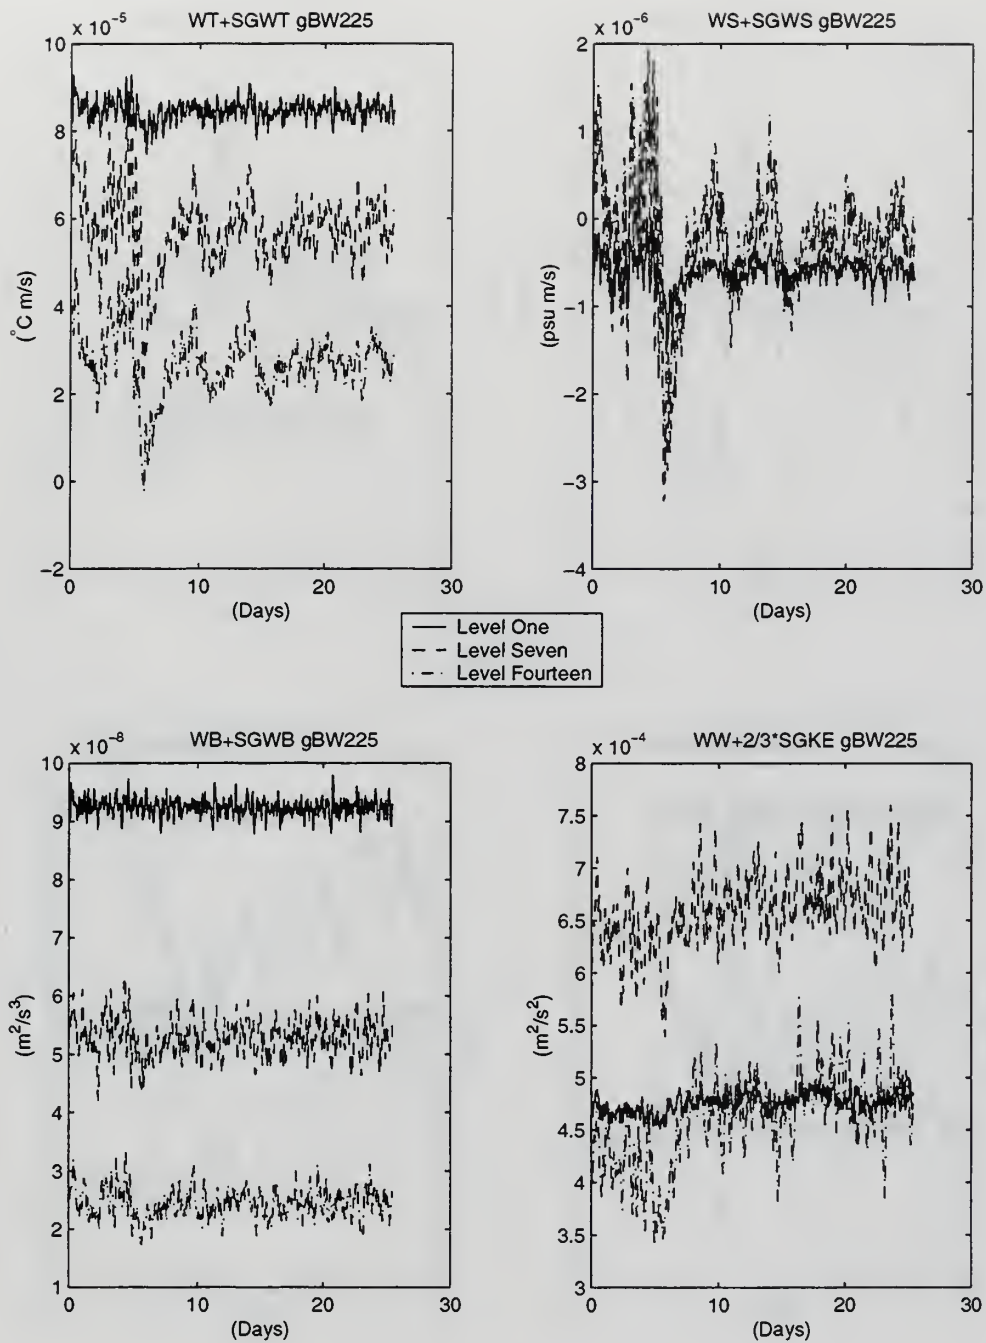 x 10⁻⁵
WT+SGWT gBW225
10
8
6
4
2
0
−2
(°C m/s)
0
10
20
30
(Days)
x 10⁻⁶
WS+SGWS gBW225
2
1
0
−1
−2
−3
−4
(psu m/s)
0
10
20
30
(Days)
Level One
Level Seven
Level Fourteen
x 10⁻⁸
WB+SGWB gBW225
10
9
8
7
6
5
4
3
2
1
(m²/s³)
0
10
20
30
(Days)
x 10⁻⁴
WW+2/3*SGKE gBW225
8
7.5
7
6.5
6
5.5
5
4.5
4
3.5
3
(m²/s²)
0
10
20
30
(Days)